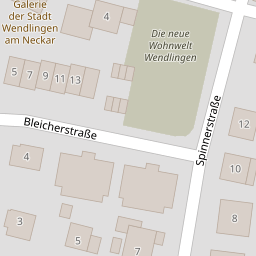 Galerie
der Stadt
Wendlingen
am Neckar
4
Die neue
Wohnwelt
Wendlingen
5
7
9
11
13
Bleicherstraße
Spinnerstraße
12
4
10
3
8
5
7